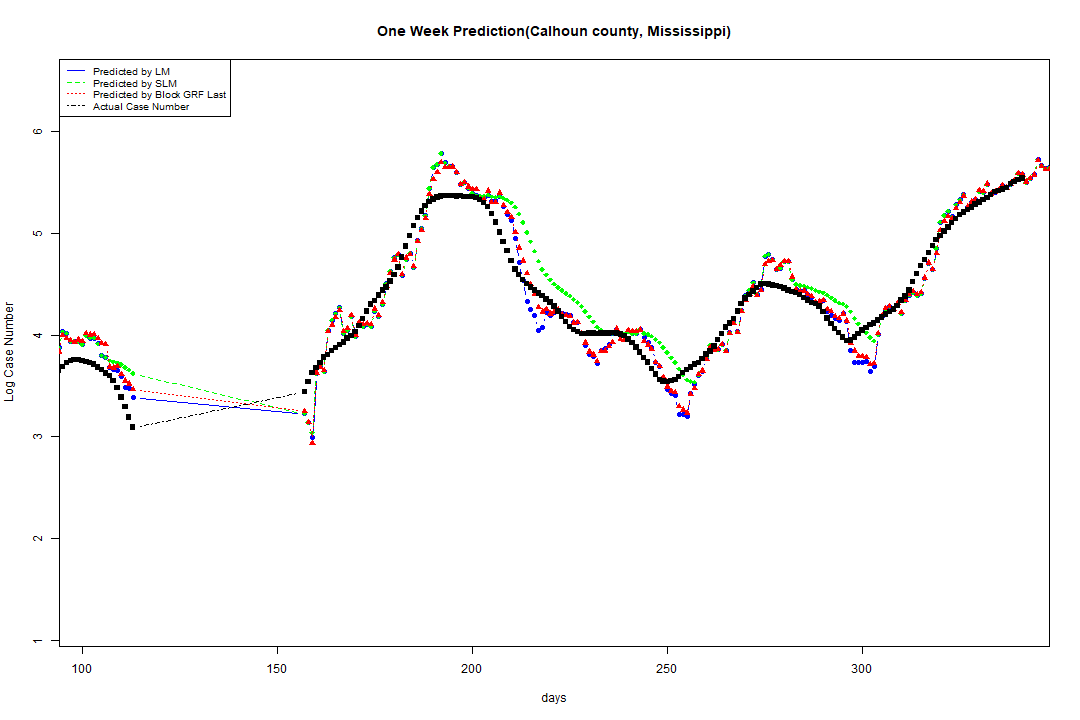 One Week Prediction(Calhoun county, Mississippi)
Predicted by LM
Predicted by SLM
Predicted by Block GRF Last
Actual Case Number
6
5
4
3
2
1
Log Case Number
100 150 200 250 300
days